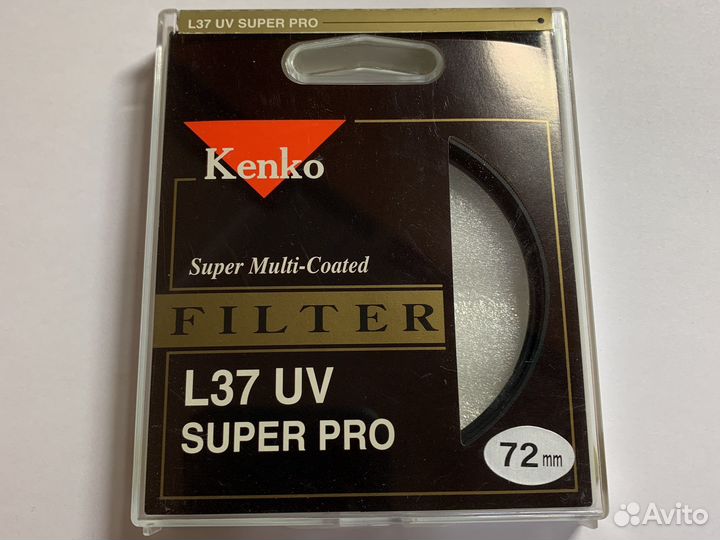 L37 UV SUPER PRO
Kenko
Super Multi-Coated
FILTER
L37 UV
SUPER PRO
72mm
Avito